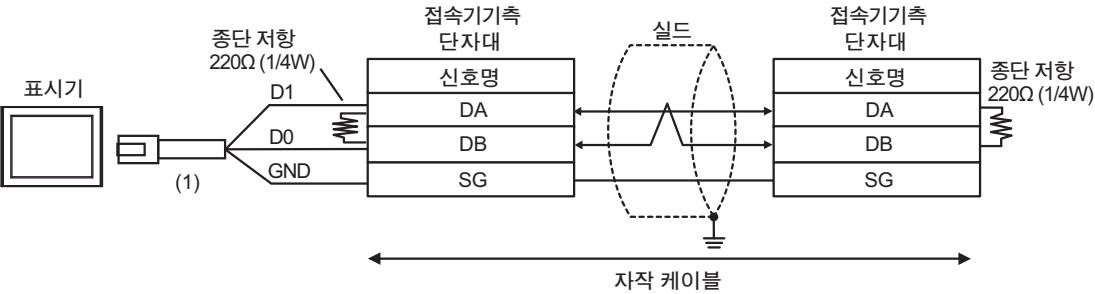 표시기
(1)
종단 저항
220Ω (1/4W)
D1
D0
GND
접속기기측
단자대
신호명
DA
DB
SG
실드
접속기기측
단자대
신호명
DA
DB
SG
종단 저항
220Ω (1/4W)
자작 케이블